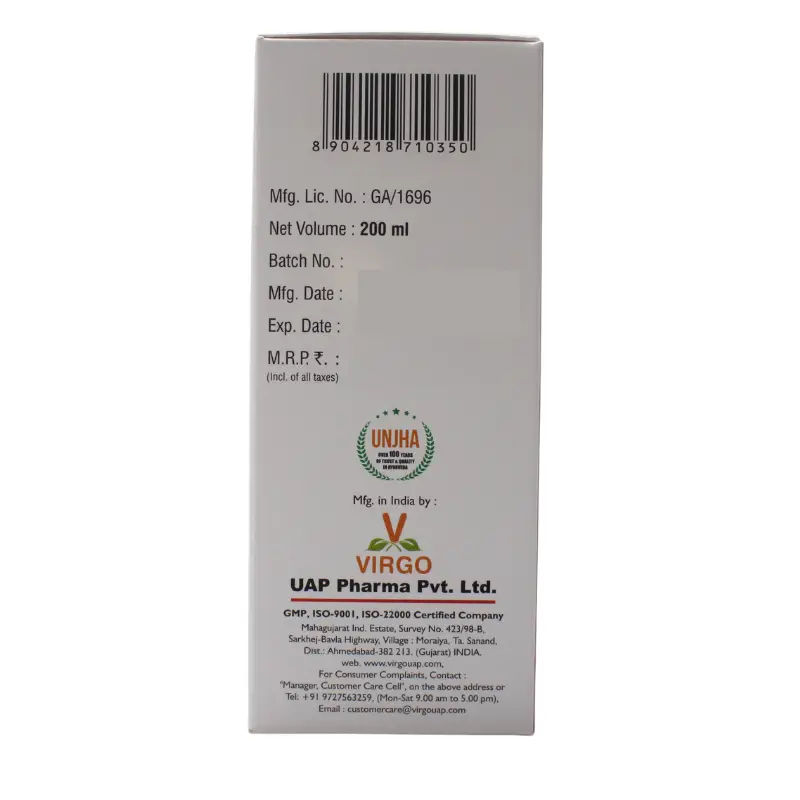 8 904218 710350
Mfg. Lic. No. : GA/1696
Net Volume : 200 ml
Batch No. :
Mfg. Date :
Exp. Date :
M.R.P. ₹. :
(Incl. of all taxes)
UNJHA
OVER 100 YEARS
OF TRUST & QUALITY
IN AYURVEDA
Mfg. in India by :
V
VIRGO
UAP Pharma Pvt. Ltd.
GMP, ISO-9001, ISO-22000 Certified Company
Mahagujarat Ind. Estate, Survey No. 423/98-B,
Sarkhej-Bavla Highway, Village : Moraiya, Ta. Sanand,
Dist.: Ahmedabad-382 213. (Gujarat) INDIA.
web. www.virgouap.com,
For Consumer Complaints, Contact :
"Manager, Customer Care Cell", on the above address or
Tel: +91 9727563259, (Mon-Sat 9.00 am to 5.00 pm),
Email : customercare@virgouap.com